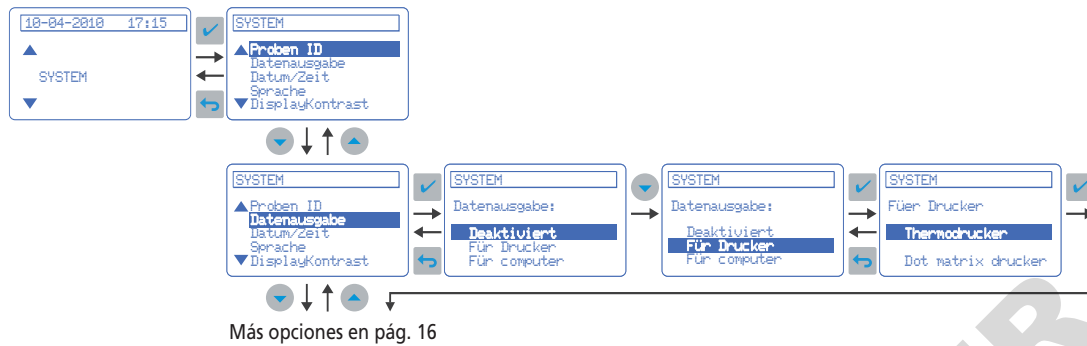 10-04-2010 17:15
SYSTEM
SYSTEM
Proben ID
Datenausgabe
Datum/Zeit
Sprache
DisplayKontrast
SYSTEM
Proben ID
Datenausgabe
Datum/Zeit
Sprache
DisplayKontrast
SYSTEM
Datenausgabe:
Deaktiviert
Für Drucker
Für computer
SYSTEM
Datenausgabe:
Deaktiviert
Für Drucker
Für computer
SYSTEM
Füer Drucker
Thermodrucker
Dot matrix drucker
Más opciones en pág. 16